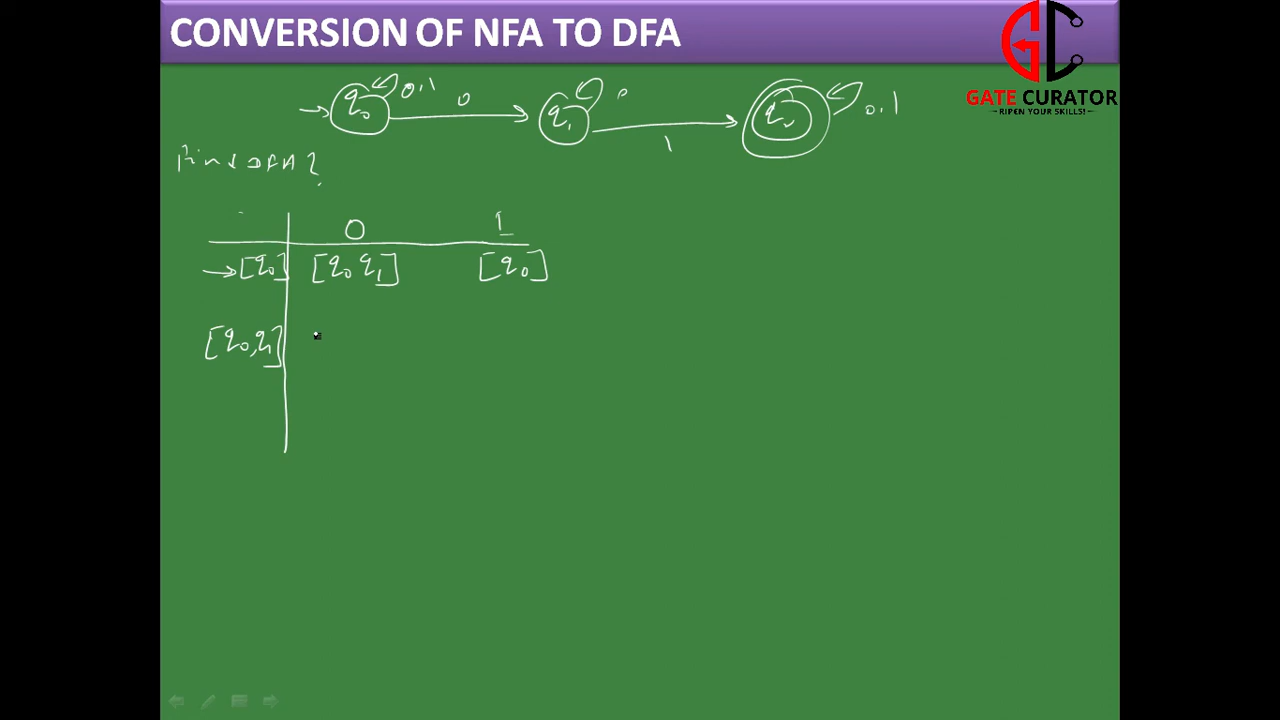 CONVERSION OF NFA TO DFA
GC
GATE CURATOR
- RIPEN YOUR SKILLS! -
→ q₀ 0,1 0 q₁ 0 1 q₂ 0,1
Find DFA?
0 1
→ [q₀] [q₀ q₁] [q₀]
[q₀,q₁]